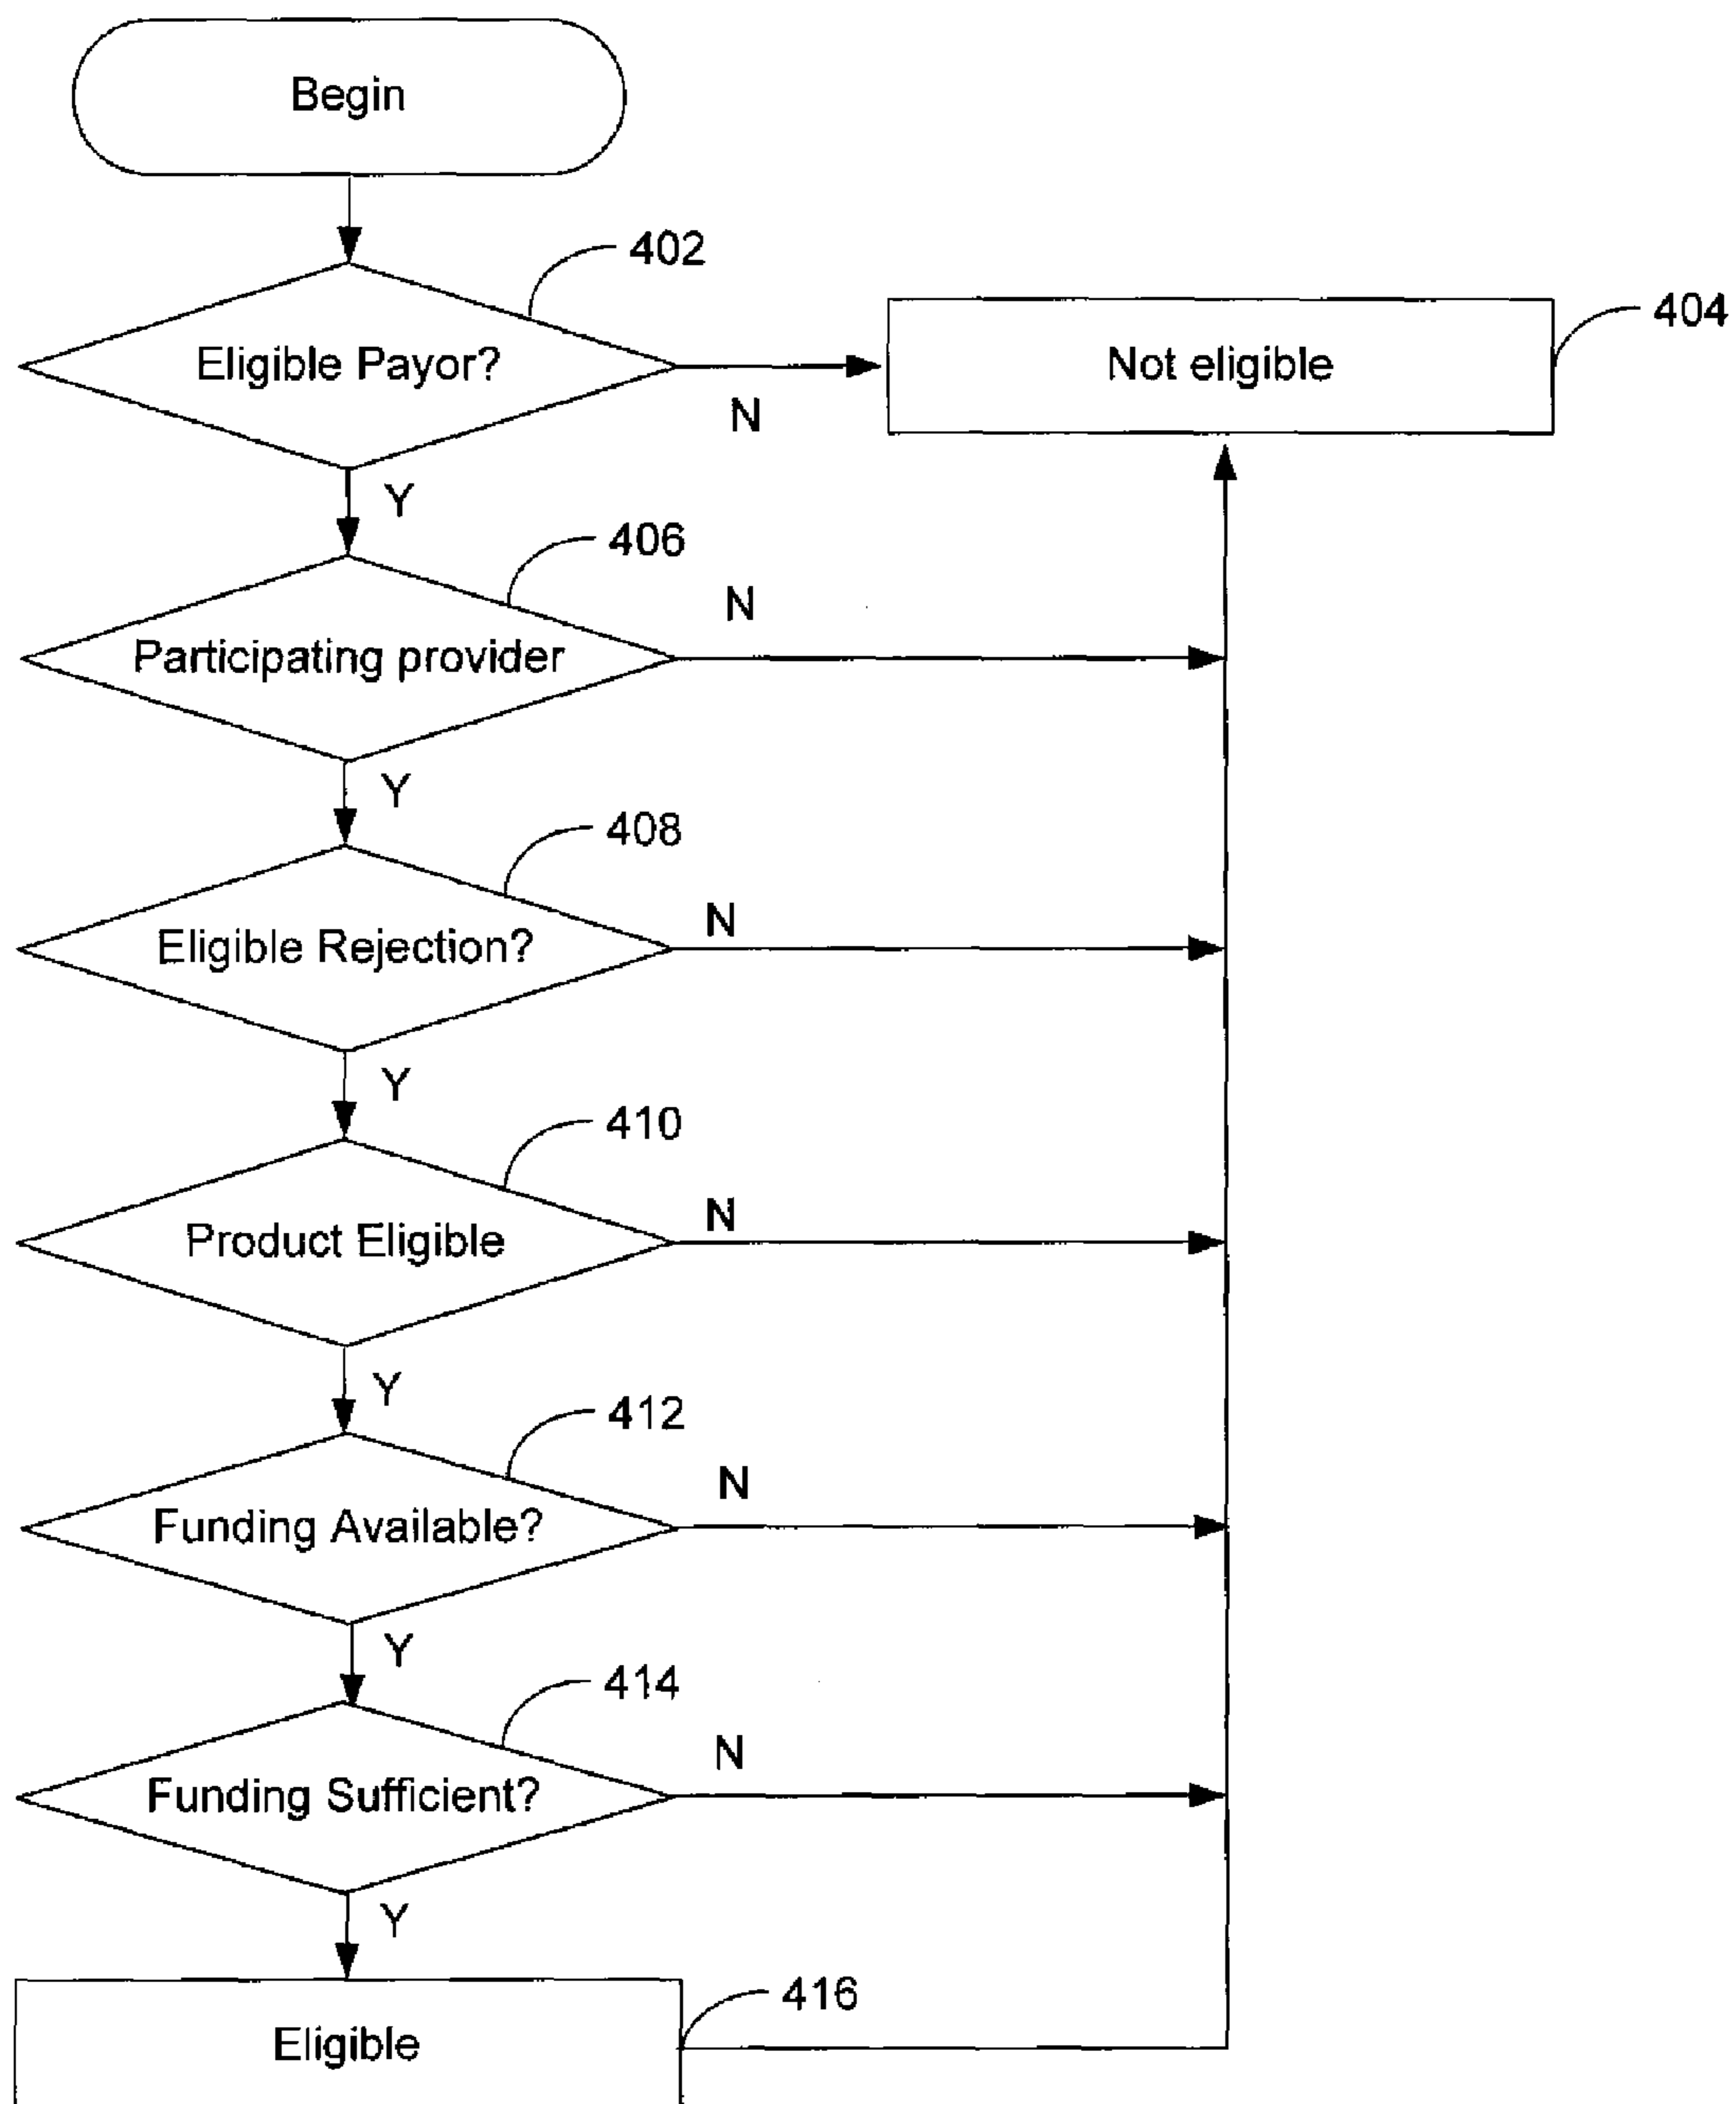 Begin
402
Eligible Payor?
N
Not eligible
404
Y
406
Participating provider
N
Y
408
Eligible Rejection?
N
Y
410
Product Eligible
N
Y
412
Funding Available?
N
Y
414
Funding Sufficient?
N
Y
416
Eligible